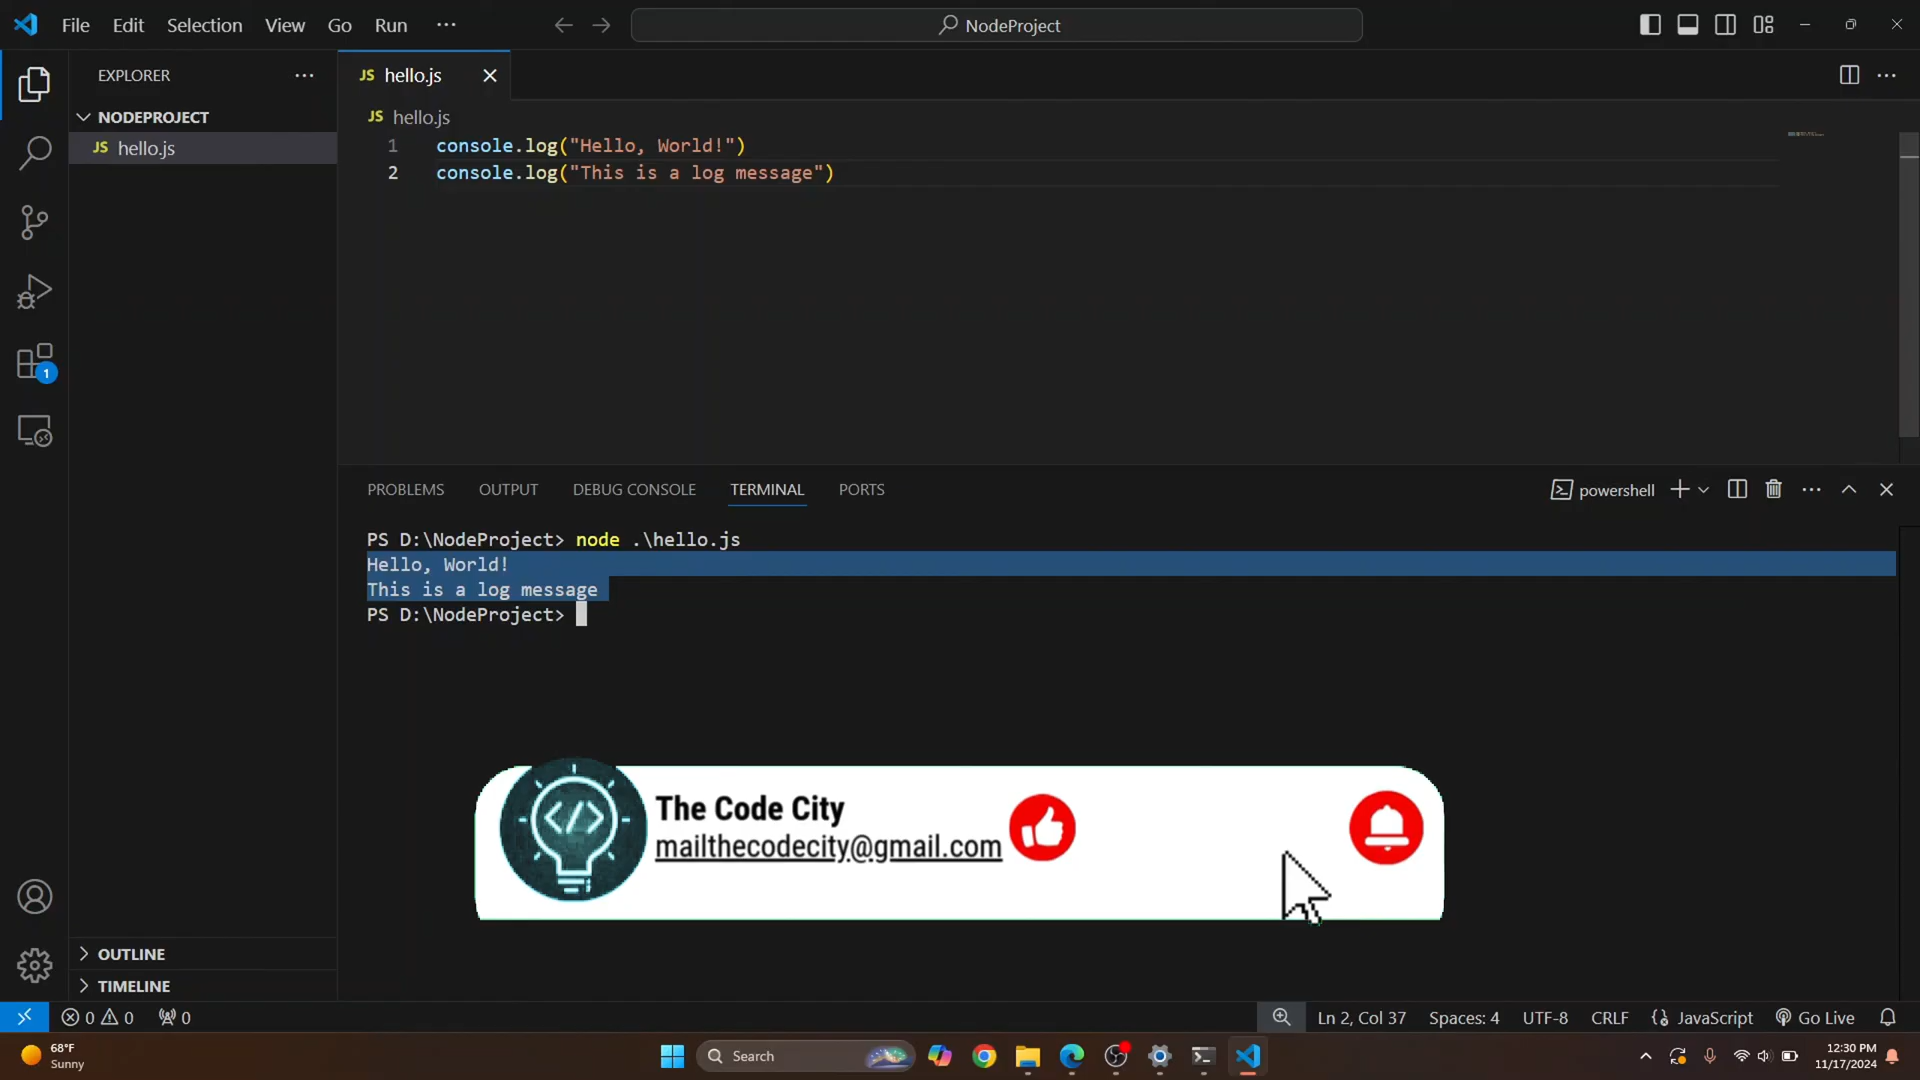 File Edit Selection View Go Run ···
NodeProject
EXPLORER
NODEPROJECT
JS hello.js
1
OUTLINE
TIMELINE
JS hello.js
JS hello.js
1 console.log("Hello, World!")
2 console.log("This is a log message")
PROBLEMS OUTPUT DEBUG CONSOLE TERMINAL PORTS
powershell
PS D:\NodeProject> node .\hello.js
Hello, World!
This is a log message
PS D:\NodeProject>
The Code City
mailthecodecity@gmail.com
0 0 0
Ln 2, Col 37 Spaces: 4 UTF-8 CRLF {} JavaScript Go Live
68°F
Sunny
Search
12:30 PM
11/17/2024